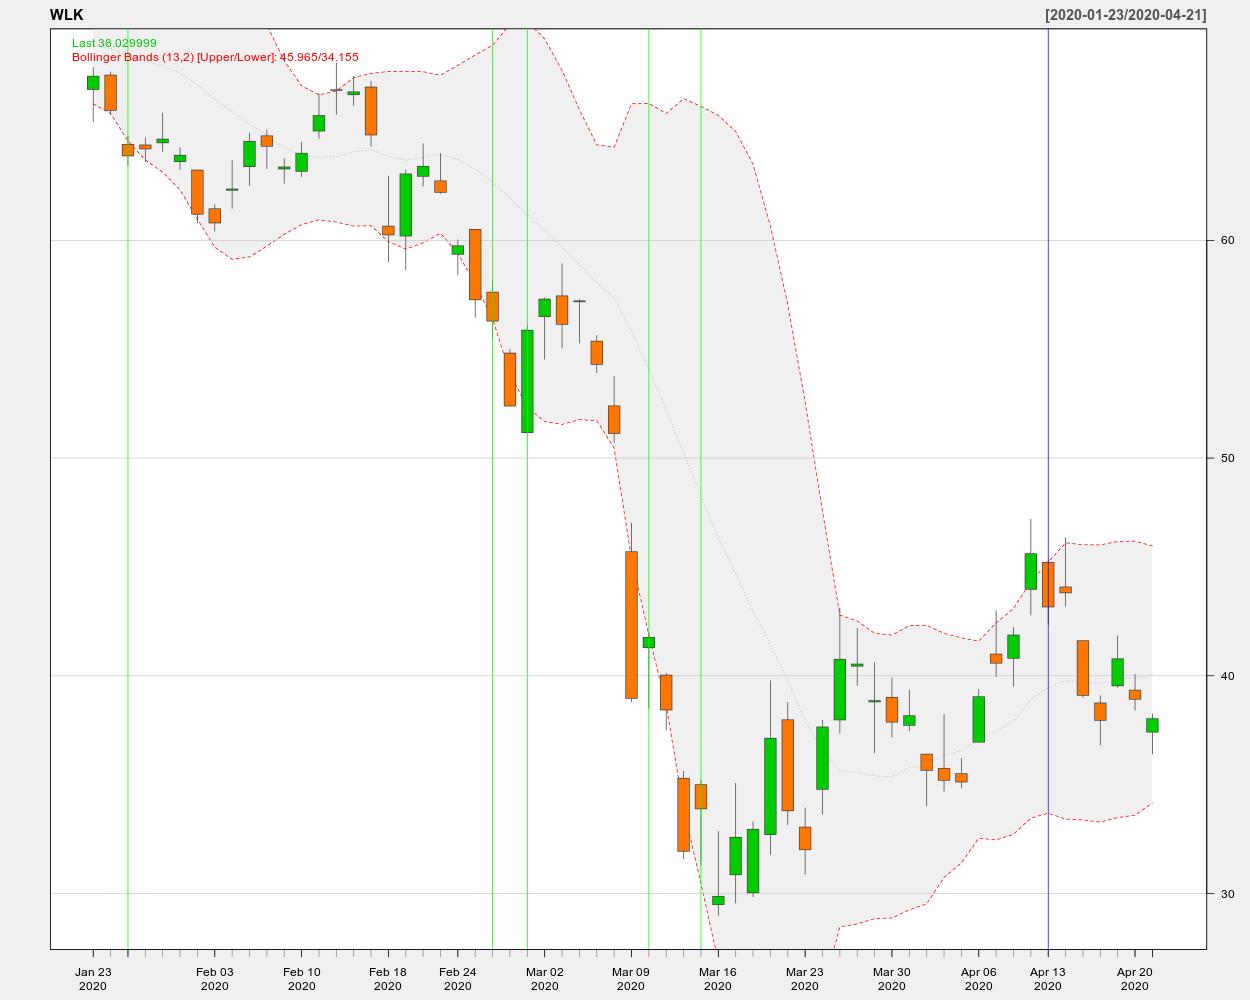 WLK [2020-01-23/2020-04-21]
Last 38.029999
Bollinger Bands (13,2) [Upper/Lower]: 45.965/34.155
60
50
40
30
Jan 23 Feb 03 Feb 10 Feb 18 Feb 24 Mar 02 Mar 09 Mar 16 Mar 23 Mar 30 Apr 06 Apr 13 Apr 20
2020 2020 2020 2020 2020 2020 2020 2020 2020 2020 2020 2020 2020